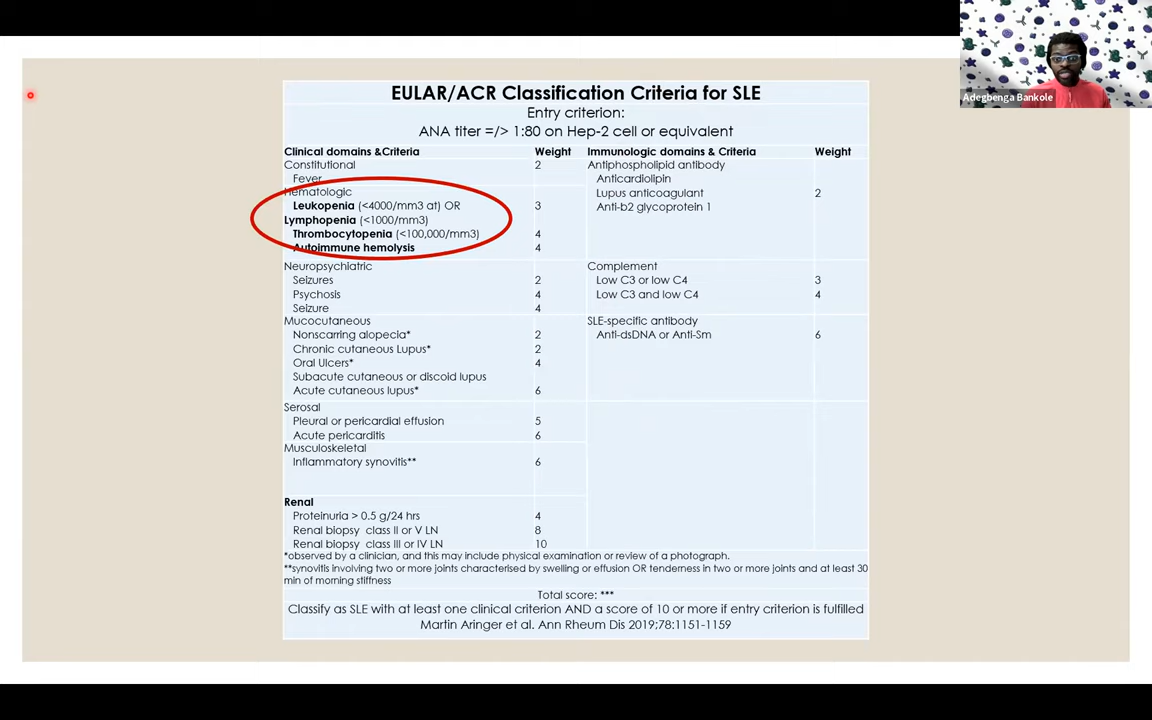 Adegbenga Bankole
EULAR/ACR Classification Criteria for SLE
Entry criterion:
ANA titer =/> 1:80 on Hep-2 cell or equivalent
Clinical domains &Criteria Weight Immunologic domains & Criteria Weight
Constitutional 2 Antiphospholipid antibody
Fever Anticardiolipin
Hematologic Lupus anticoagulant 2
Leukopenia (<4000/mm3 at) OR 3 Anti-b2 glycoprotein 1
Lymphopenia (<1000/mm3)
Thrombocytopenia (<100,000/mm3) 4
Autoimmune hemolysis 4
Neuropsychiatric Complement
Seizures 2 Low C3 or low C4 3
Psychosis 4 Low C3 and low C4 4
Seizure 4
Mucocutaneous SLE-specific antibody
Nonscarring alopecia* 2 Anti-dsDNA or Anti-Sm 6
Chronic cutaneous Lupus* 2
Oral Ulcers* 4
Subacute cutaneous or discoid lupus
Acute cutaneous lupus* 6
Serosal
Pleural or pericardial effusion 5
Acute pericarditis 6
Musculoskeletal
Inflammatory synovitis** 6
Renal
Proteinuria > 0.5 g/24 hrs 4
Renal biopsy class II or V LN 8
Renal biopsy class III or IV LN 10
*observed by a clinician, and this may include physical examination or review of a photograph.
**synovitis involving two or more joints characterised by swelling or effusion OR tenderness in two or more joints and at least 30
min of morning stiffness
Total score: ***
Classify as SLE with at least one clinical criterion AND a score of 10 or more if entry criterion is fulfilled
Martin Aringer et al. Ann Rheum Dis 2019;78:1151-1159